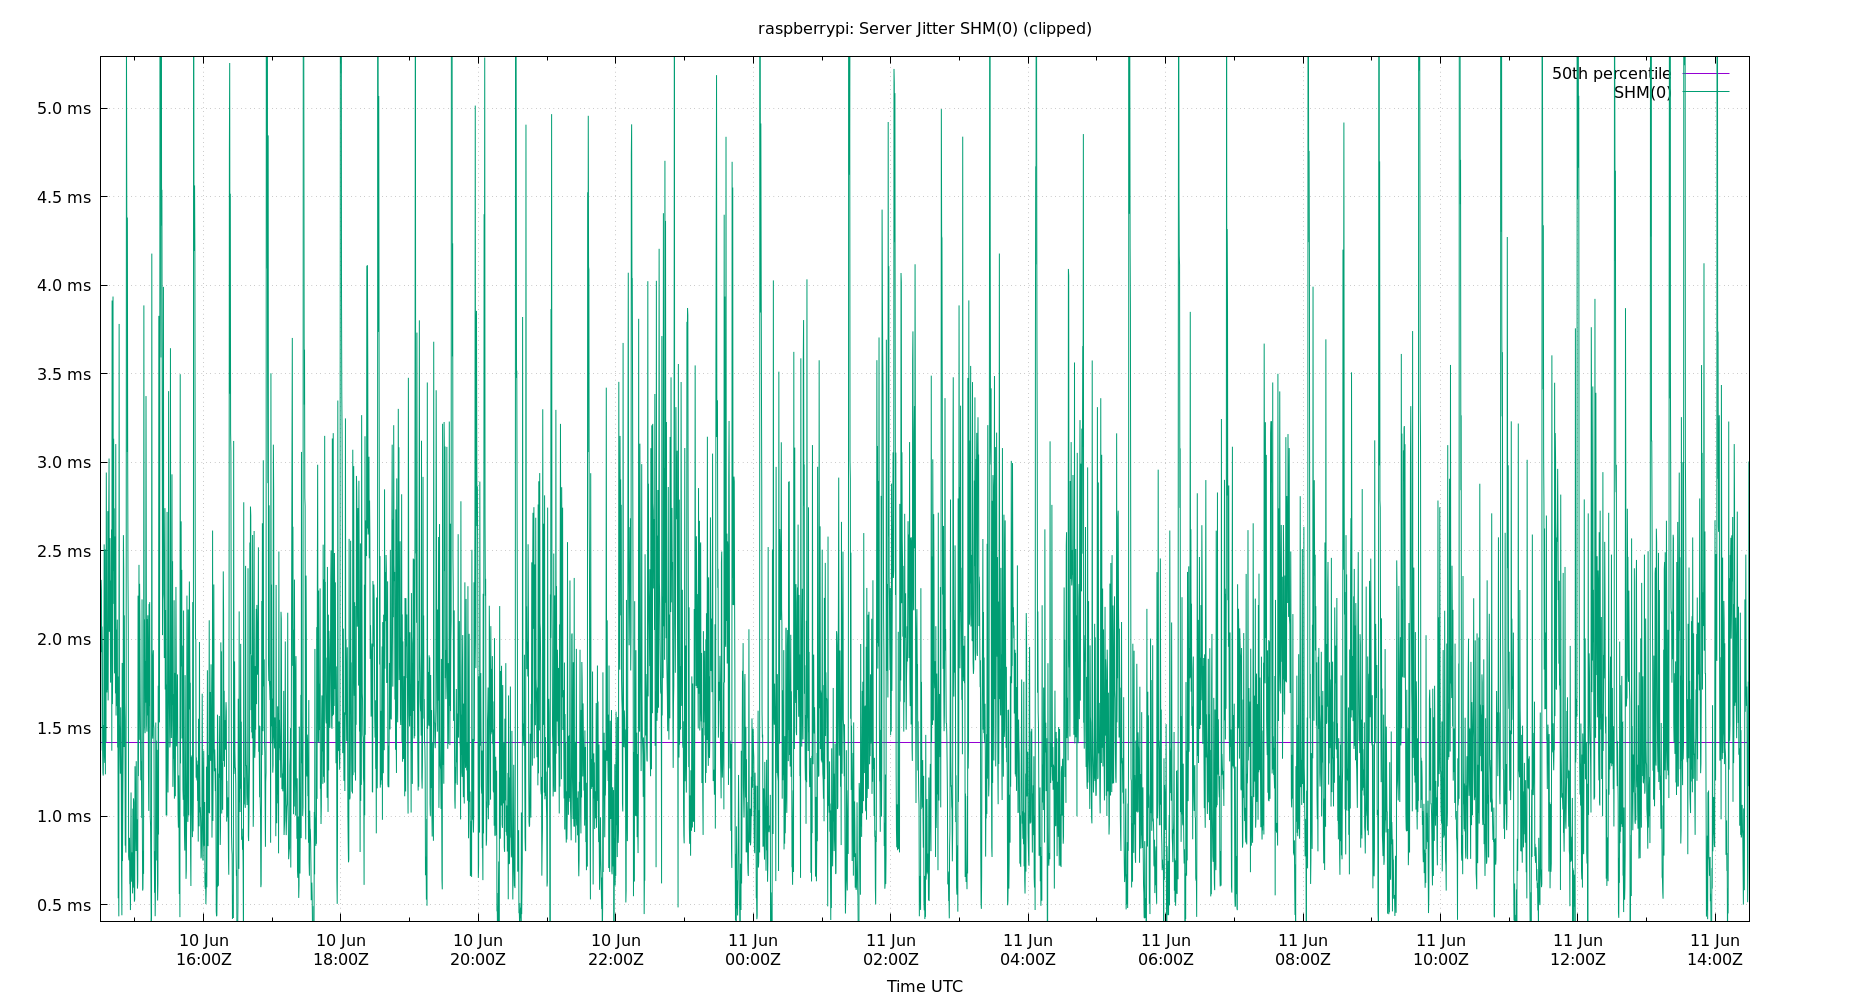 raspberrypi: Server Jitter SHM(0) (clipped)
50th percentile
SHM(0)
5.0 ms
4.5 ms
4.0 ms
3.5 ms
3.0 ms
2.5 ms
2.0 ms
1.5 ms
1.0 ms
0.5 ms
10 Jun 10 Jun 10 Jun 10 Jun 11 Jun 11 Jun 11 Jun 11 Jun 11 Jun 11 Jun 11 Jun 11 Jun
16:00Z 18:00Z 20:00Z 22:00Z 00:00Z 02:00Z 04:00Z 06:00Z 08:00Z 10:00Z 12:00Z 14:00Z
Time UTC